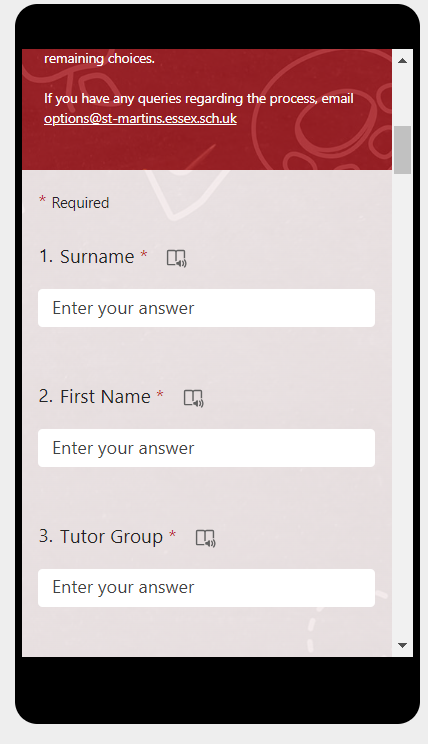 remaining choices.
If you have any queries regarding the process, email
options@st-martins.essex.sch.uk
* Required
1. Surname *
Enter your answer
2. First Name *
Enter your answer
3. Tutor Group *
Enter your answer